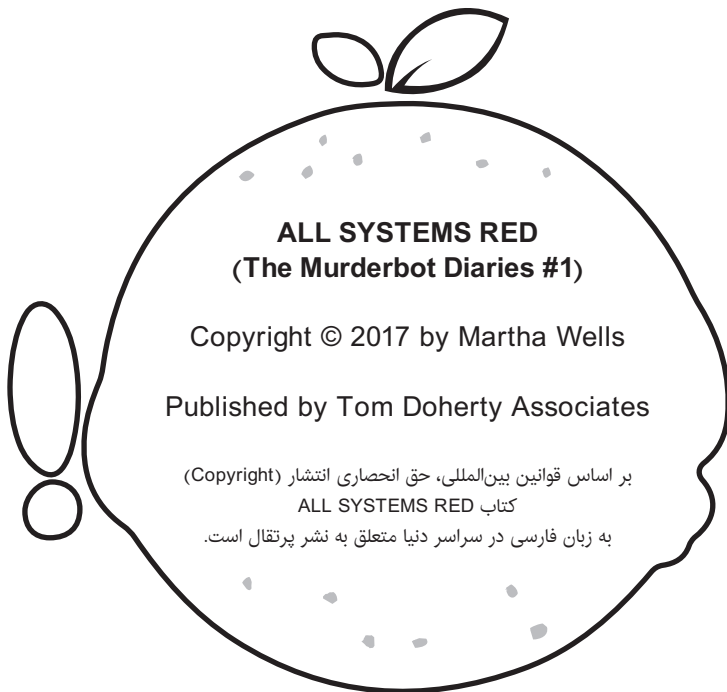 ALL SYSTEMS RED
(The Murderbot Diaries #1)
Copyright © 2017 by Martha Wells
Published by Tom Doherty Associates
بر اساس قوانین بین‌المللی، حق انحصاری انتشار (Copyright)
کتاب ALL SYSTEMS RED
به زبان فارسی در سراسر دنیا متعلق به نشر پرتقال است.